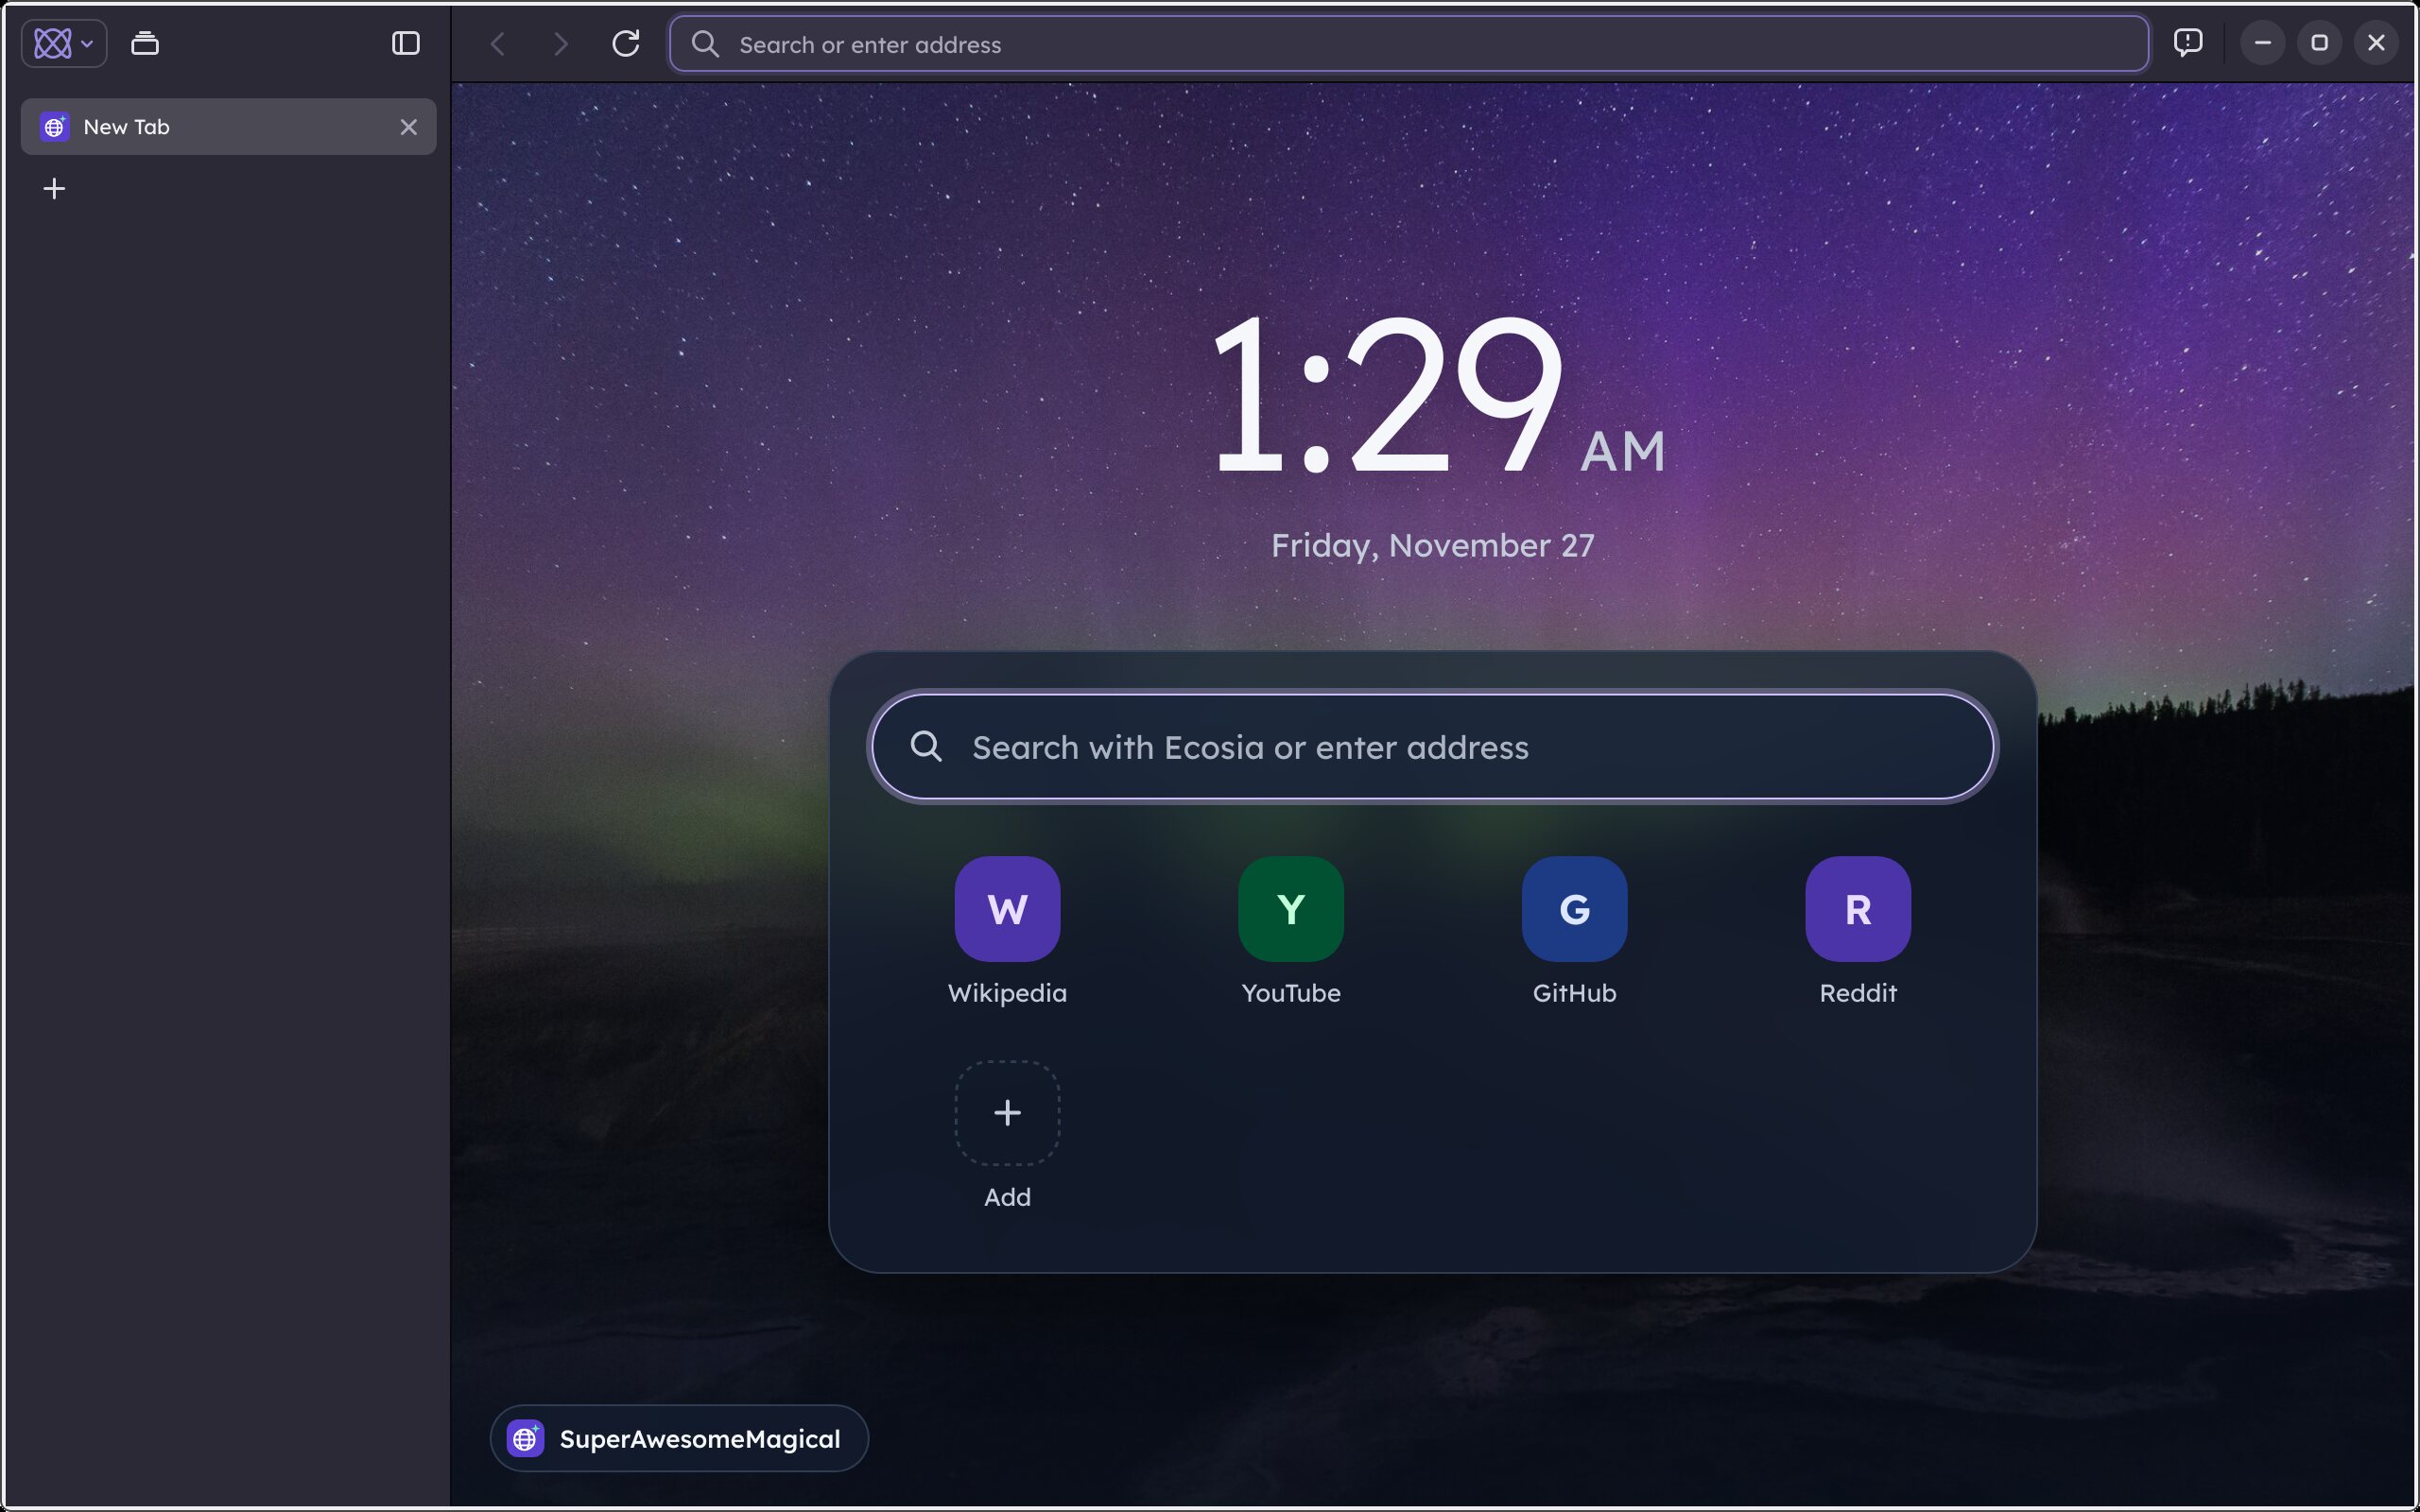 Search or enter address
New Tab
1:29 AM
Friday, November 27
Search with Ecosia or enter address
W
Y
G
R
Wikipedia
YouTube
GitHub
Reddit
Add
SuperAwesomeMagical